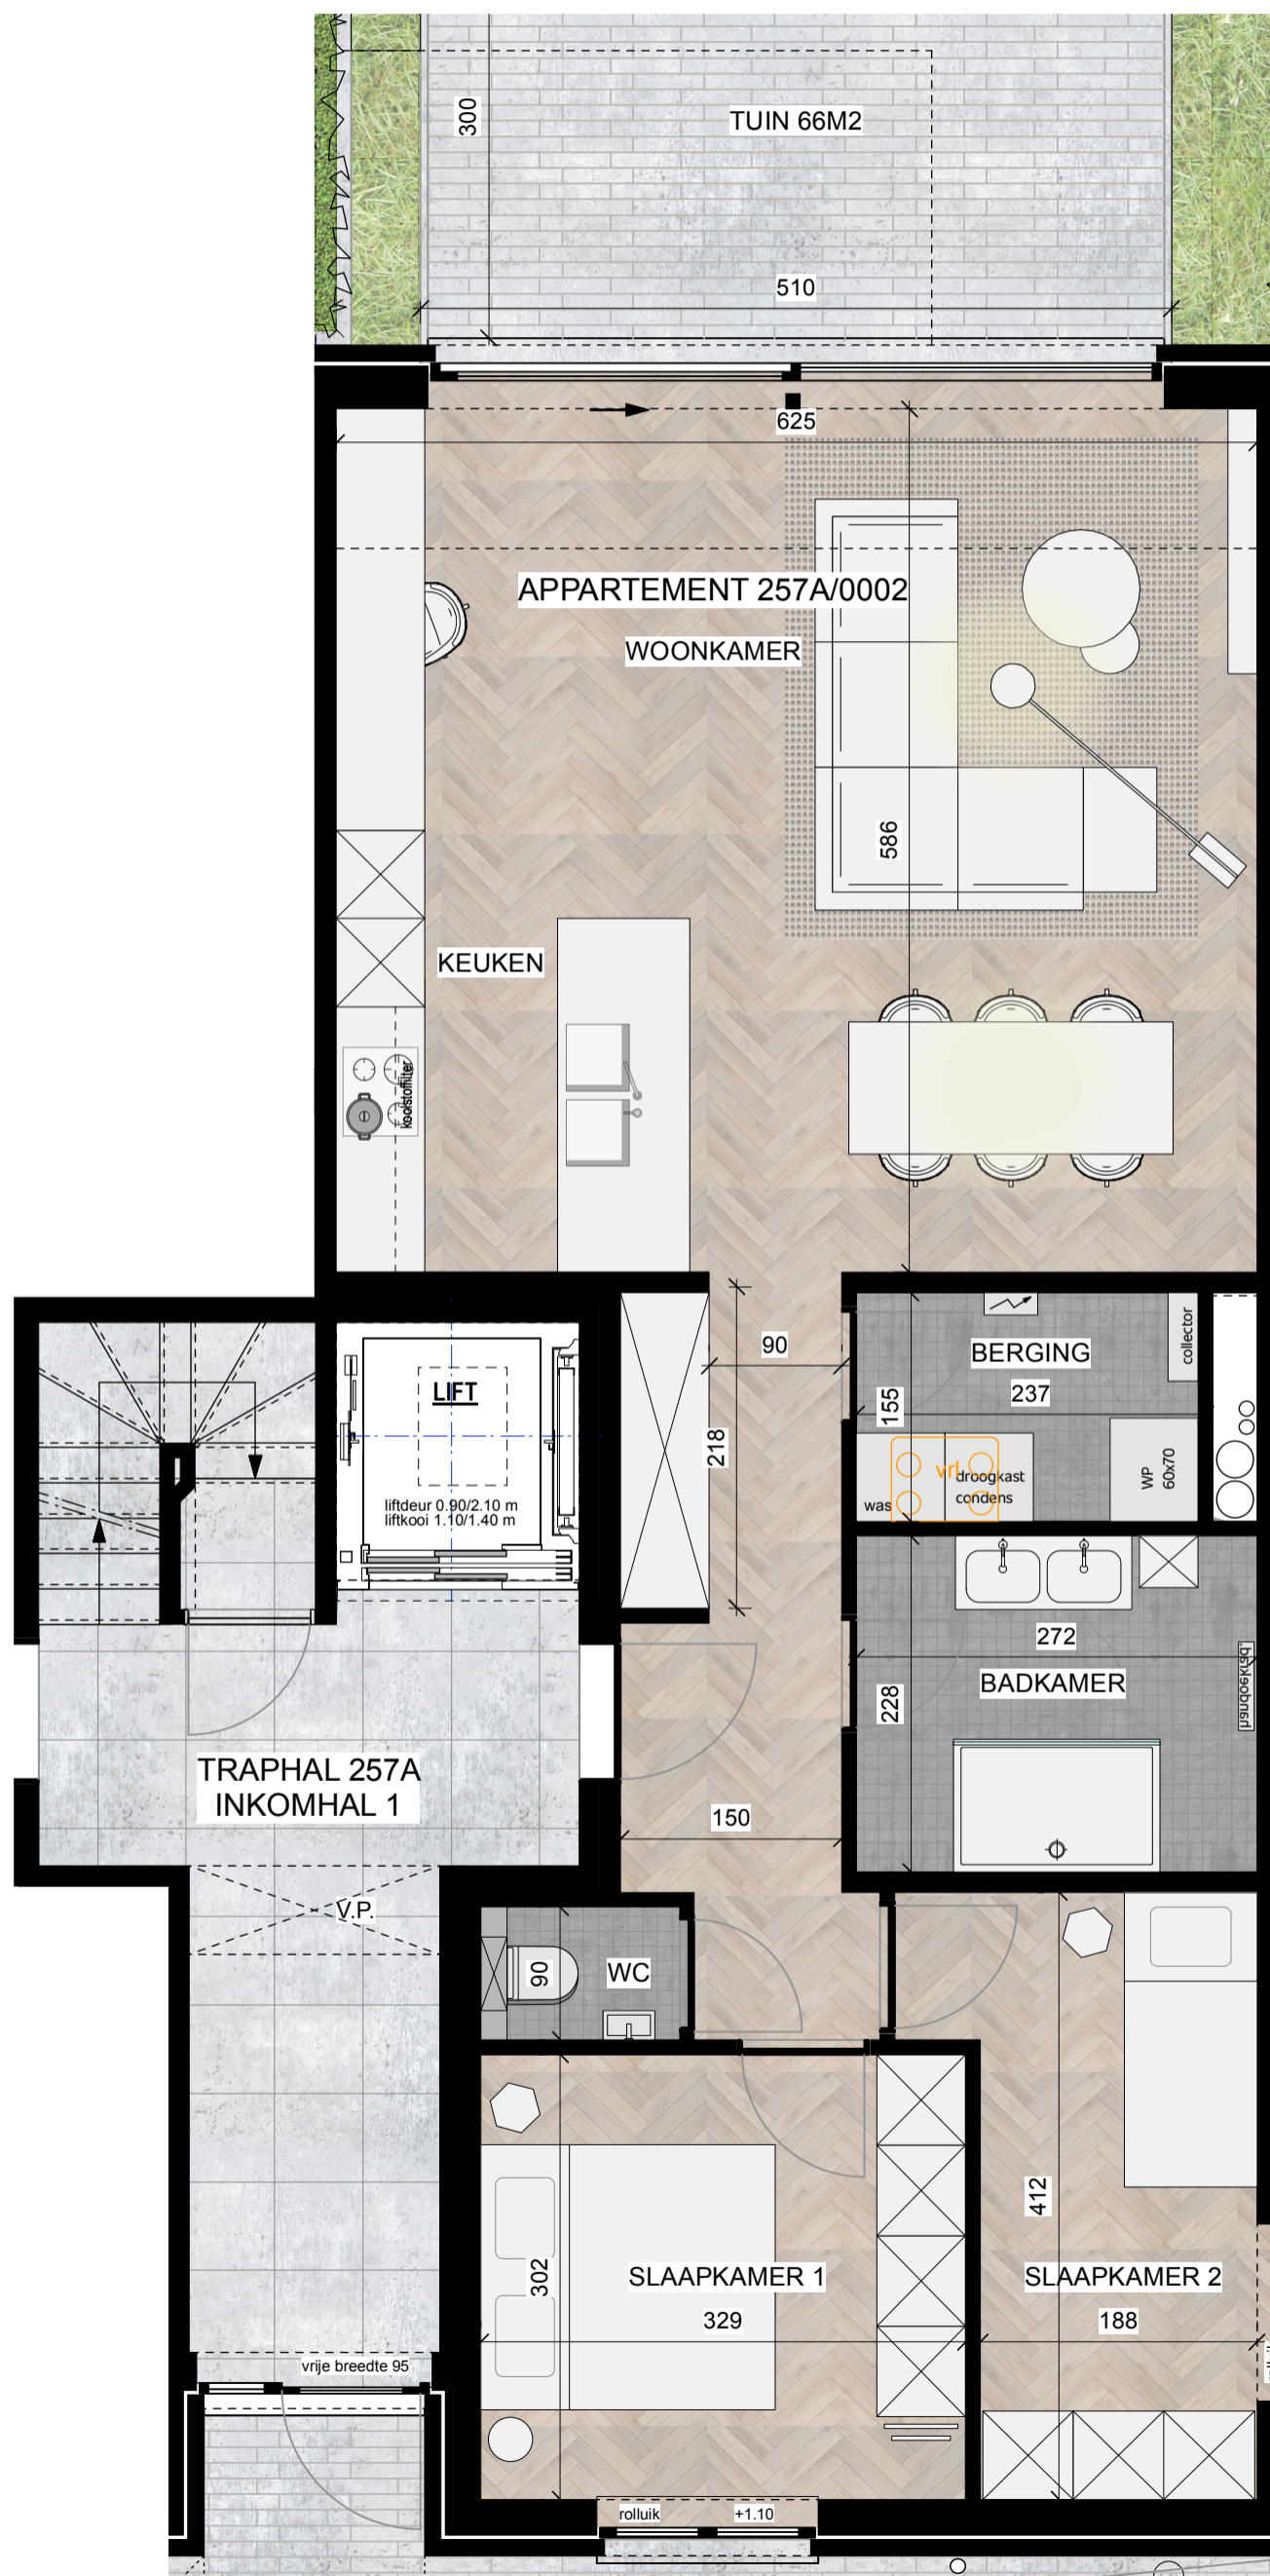 300
TUIN 66M2
510
625
APPARTEMENT 257A/0002
WOONKAMER
586
KEUKEN
koolstoffilter
LIFT
liftdeur 0.90/2.10 m
liftkooi 1.10/1.40 m
90
218
BERGING
237
155
collector
vrl
was
droogkast
condens
WP
60x70
272
BADKAMER
228
handoekrad.
TRAPHAL 257A
INKOMHAL 1
150
V.P.
90
WC
412
302
SLAAPKAMER 1
329
SLAAPKAMER 2
188
vrije breedte 95
rolluik
+1.10